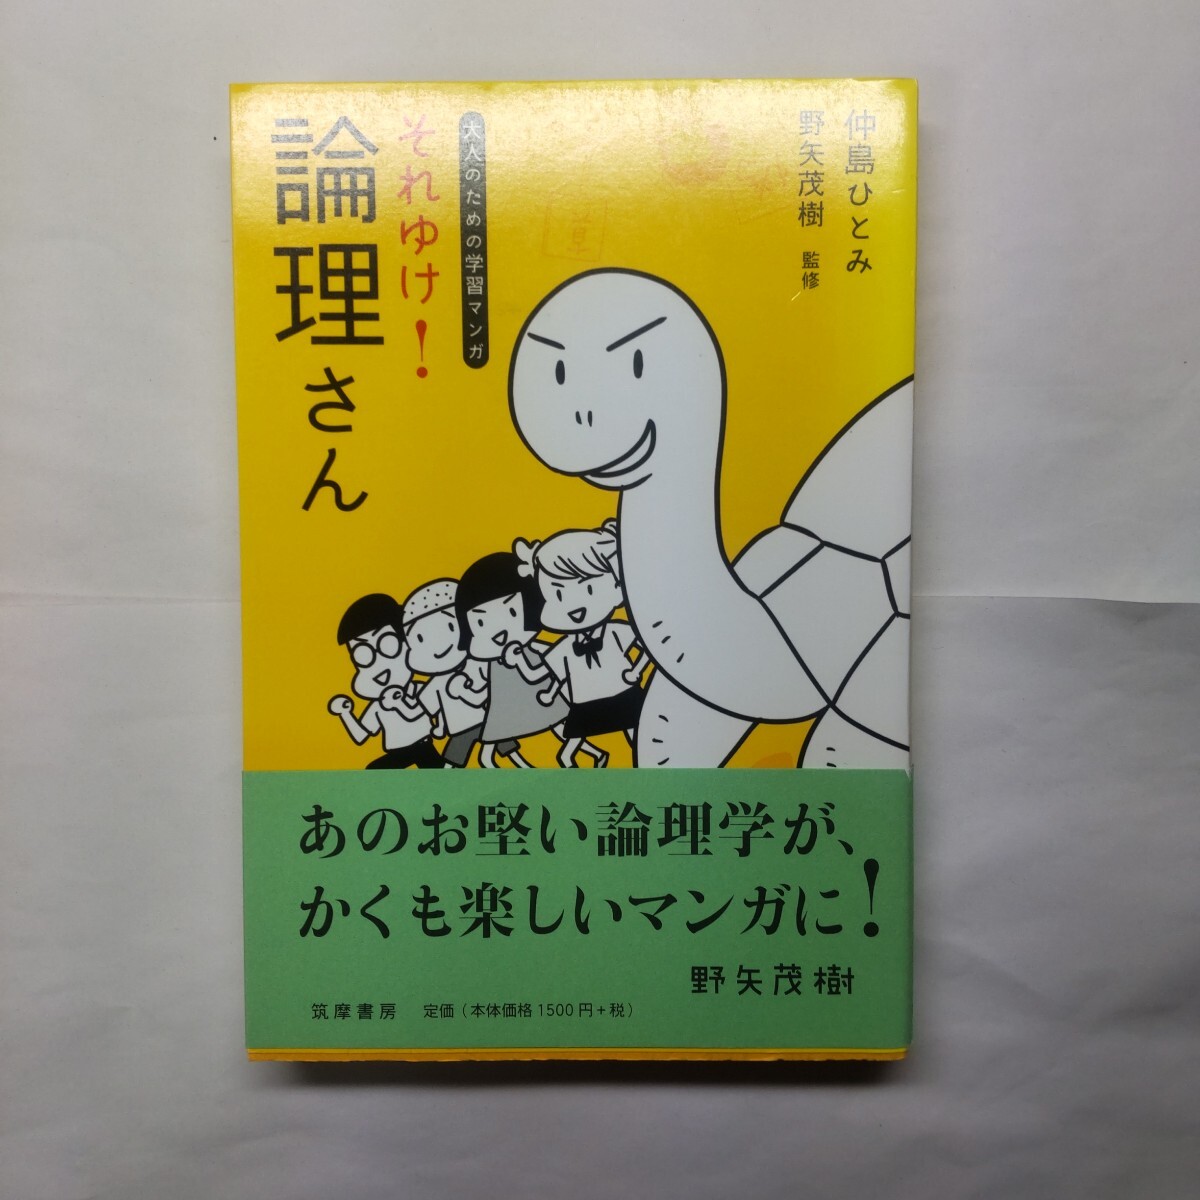 仲島ひとみ
野矢茂樹 監修
大人のための学習マンガ
それゆけ!
論理さん
あのお堅い論理学が、
かくも楽しいマンガに!
野矢茂樹
筑摩書房 定価(本体価格1500円+税)